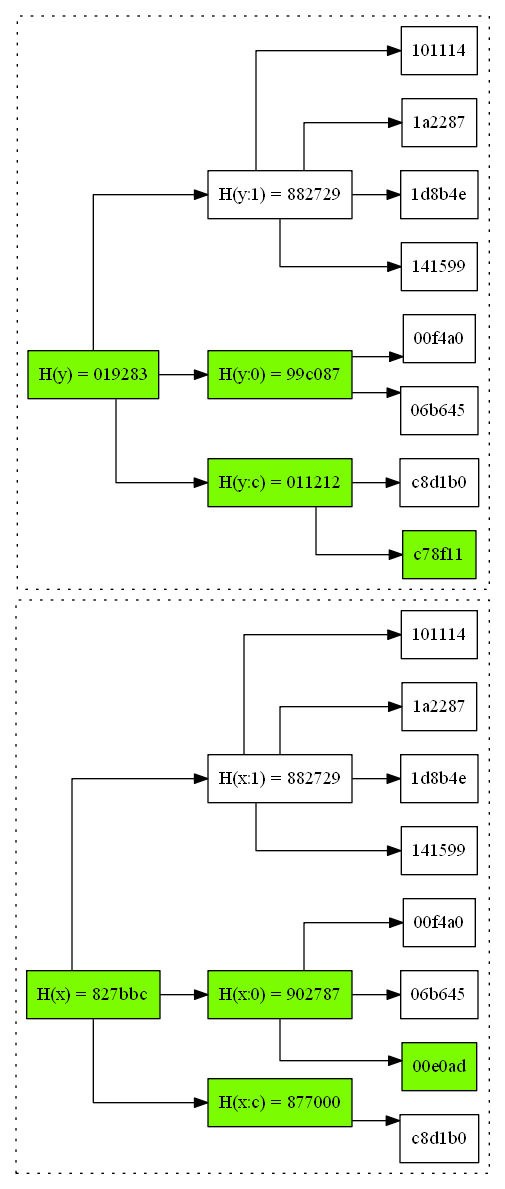 101114
1a2287
H(y:1) = 882729
1d8b4e
141599
00f4a0
H(y) = 019283
H(y:0) = 99c087
06b645
H(y:c) = 011212
c8d1b0
c78f11
101114
1a2287
H(x:1) = 882729
1d8b4e
141599
00f4a0
H(x) = 827bbc
H(x:0) = 902787
06b645
00e0ad
H(x:c) = 877000
c8d1b0